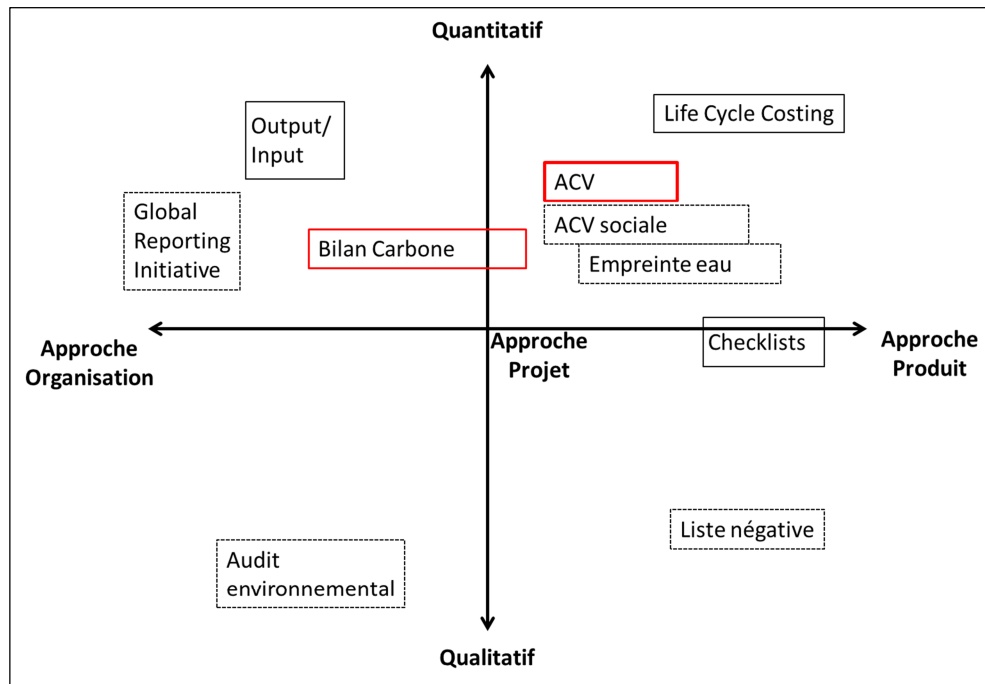 Quantitatif
Output/
Input
Life Cycle Costing
ACV
Global
Reporting
Initiative
ACV sociale
Bilan Carbone
Empreinte eau
Approche
Organisation
Approche
Projet
Checklists
Approche
Produit
Liste négative
Audit
environnemental
Qualitatif